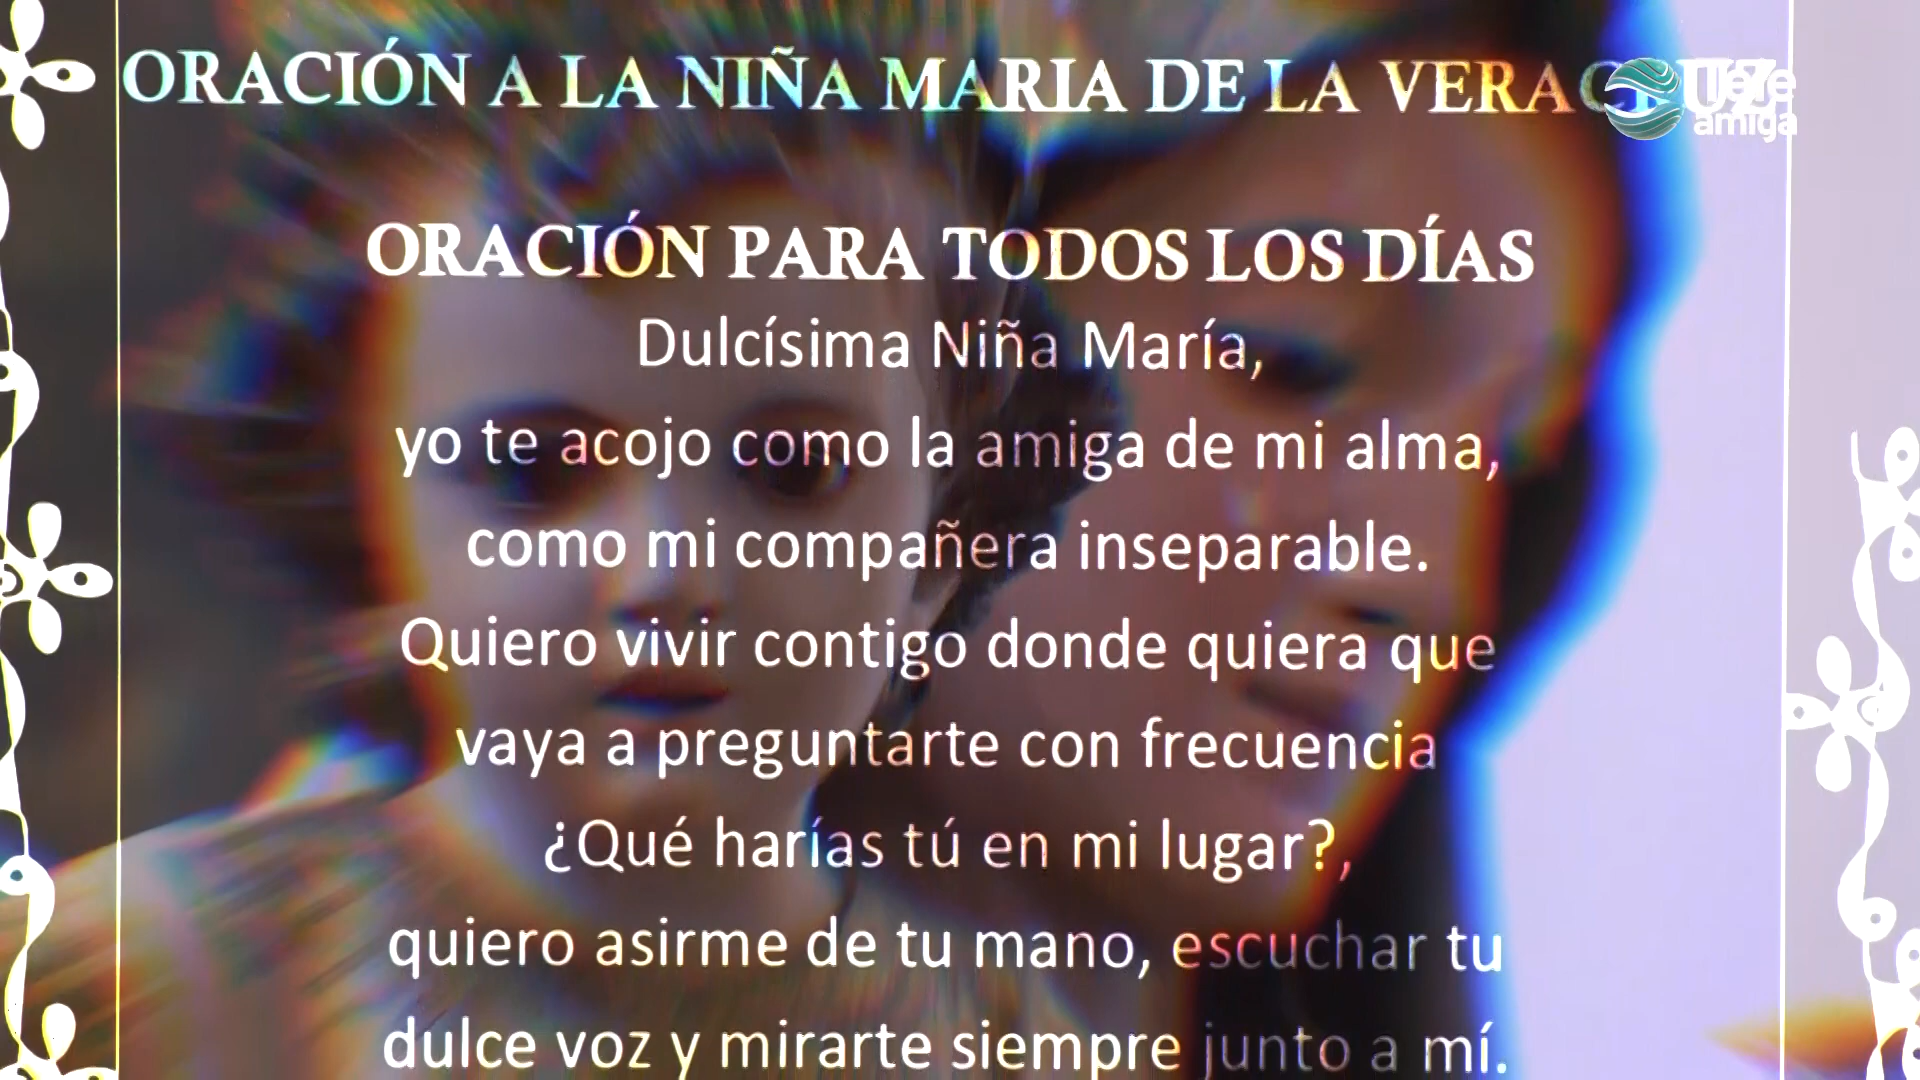 ORACIÓN A LA NIÑA MARIA DE LA VERACRUZ
Tele
amiga
ORACIÓN PARA TODOS LOS DÍAS
Dulcísima Niña María,
yo te acojo como la amiga de mi alma,
como mi compañera inseparable.
Quiero vivir contigo donde quiera que
vaya a preguntarte con frecuencia
¿Qué harías tú en mi lugar?,
quiero asirme de tu mano, escuchar tu
dulce voz y mirarte siempre junto a mí.